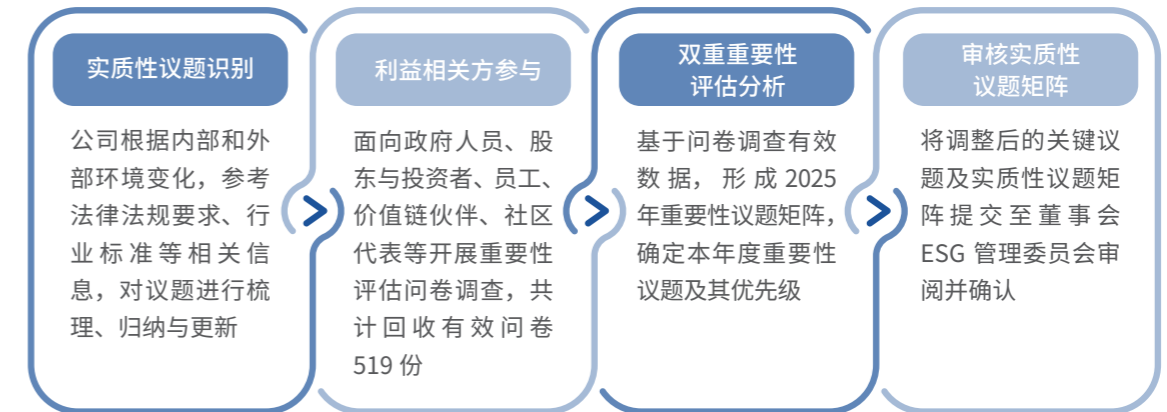 实质性议题识别
公司根据内部和外
部环境变化，参考
法律法规要求、行
业标准等相关信
息，对议题进行梳
理、归纳与更新
利益相关方参与
面向政府人员、股
东与投资者、员工、
价值链伙伴、社区
代表等开展重要性
评估问卷调查，共
计回收有效问卷
519 份
双重重要性
评估分析
基于问卷调查有效
数据，形成 2025
年重要性议题矩阵，
确定本年度重要性
议题及其优先级
审核实质性
议题矩阵
将调整后的关键议
题及实质性议题矩
阵提交至董事会
ESG 管理委员会审
阅并确认